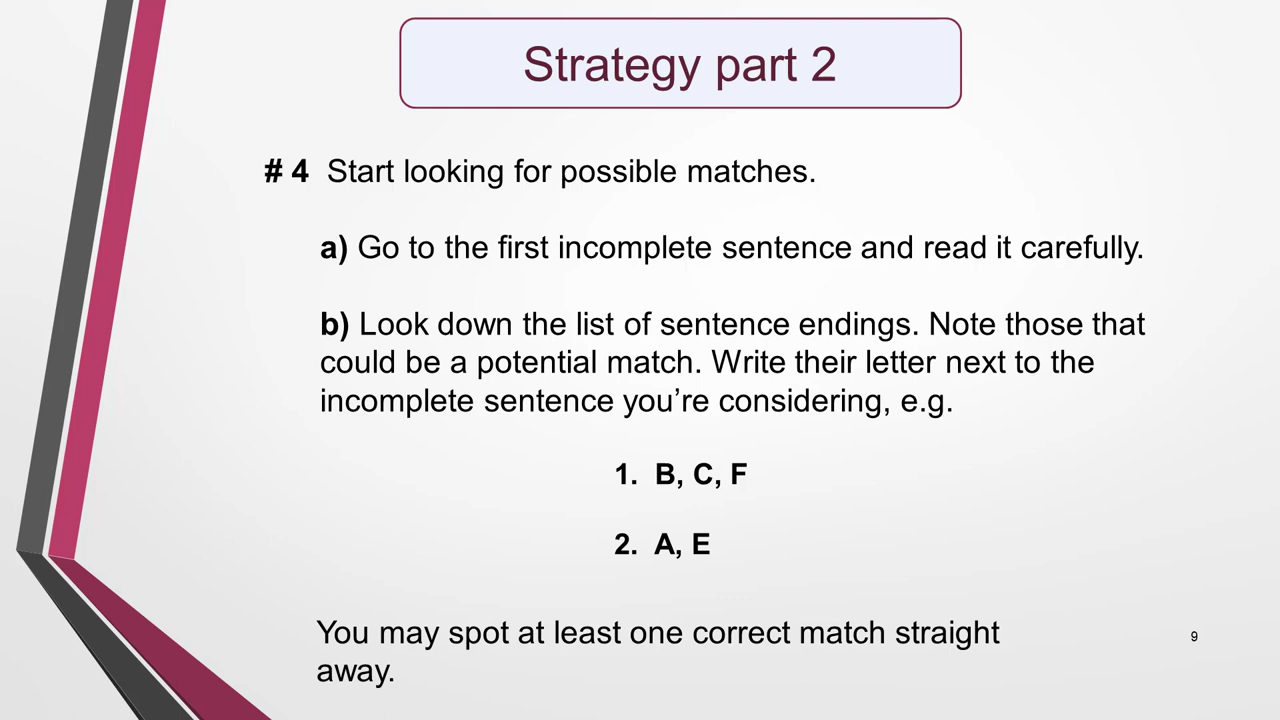 Strategy part 2
# 4 Start looking for possible matches.
a) Go to the first incomplete sentence and read it carefully.
b) Look down the list of sentence endings. Note those that
could be a potential match. Write their letter next to the
incomplete sentence you’re considering, e.g.
1. B, C, F
2. A, E
You may spot at least one correct match straight
away.
9